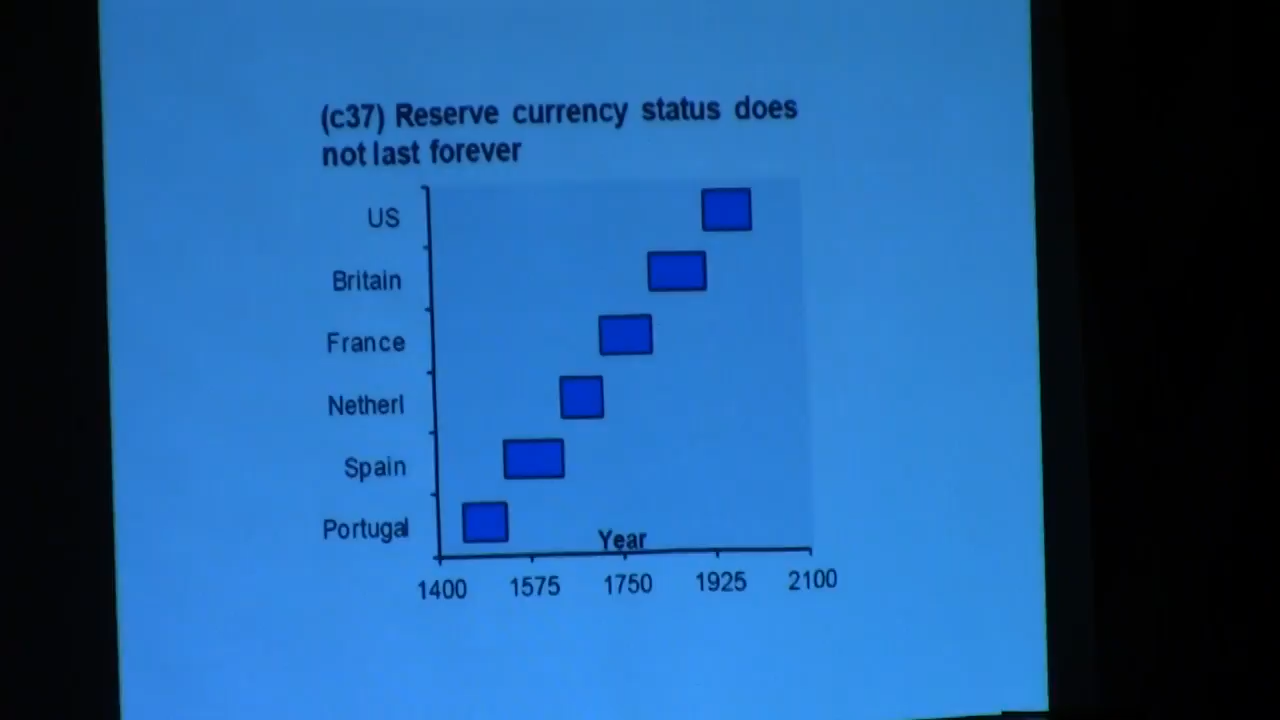 (c37) Reserve currency status does
not last forever
US
Britain
France
Netherl
Spain
Portugal
Year
1400 1575 1750 1925 2100